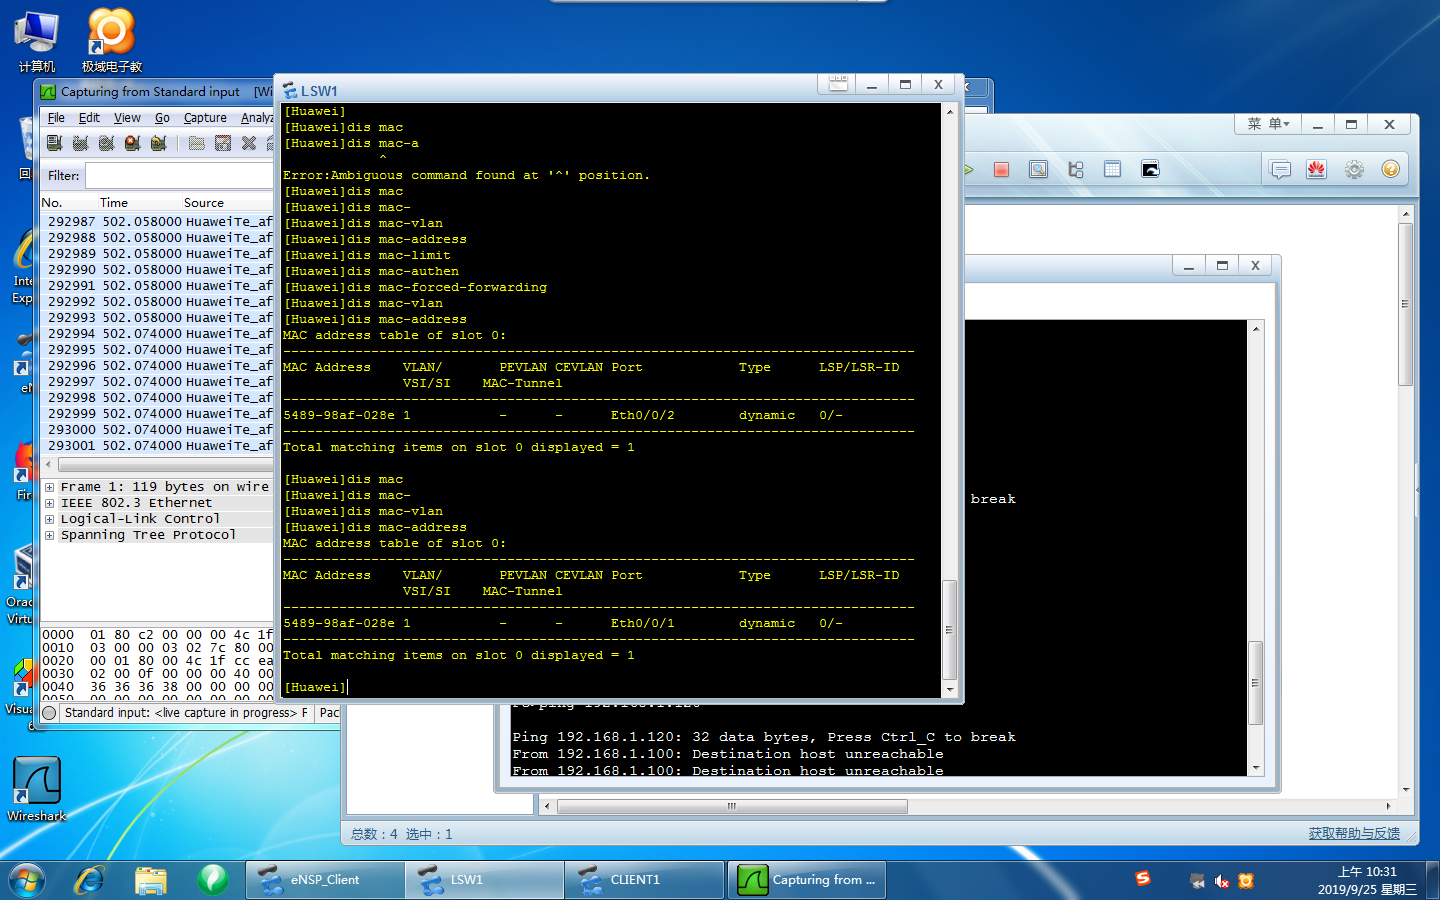 计算机
极域电子教
Capturing from Standard input
[Wi
File Edit View Go Capture Analyz
Filter:
No. Time Source
292987 502.058000 HuaweiTe_af
292988 502.058000 HuaweiTe_af
292989 502.058000 HuaweiTe_af
292990 502.058000 HuaweiTe_af
292991 502.058000 HuaweiTe_af
292992 502.058000 HuaweiTe_af
292993 502.058000 HuaweiTe_af
292994 502.074000 HuaweiTe_af
292995 502.074000 HuaweiTe_af
292996 502.074000 HuaweiTe_af
292997 502.074000 HuaweiTe_af
292998 502.074000 HuaweiTe_af
292999 502.074000 HuaweiTe_af
293000 502.074000 HuaweiTe_af
293001 502.074000 HuaweiTe_af
Frame 1: 119 bytes on wire
IEEE 802.3 Ethernet
Logical-Link Control
Spanning Tree Protocol
0000 01 80 c2 00 00 00 4c 1f
0010 03 00 00 03 02 7c 80 00
0020 00 01 80 00 4c 1f cc ea
0030 02 00 0f 00 00 00 40 00
0040 36 36 36 38 00 00 00 00
Standard input: <live capture in progress> F
Pac
LSW1
[Huawei]
[Huawei]dis mac
[Huawei]dis mac-a
^
Error:Ambiguous command found at '^' position.
[Huawei]dis mac
[Huawei]dis mac-
[Huawei]dis mac-vlan
[Huawei]dis mac-address
[Huawei]dis mac-limit
[Huawei]dis mac-authen
[Huawei]dis mac-forced-forwarding
[Huawei]dis mac-vlan
[Huawei]dis mac-address
MAC address table of slot 0:
-------------------------------------------------------------------------------
MAC Address VLAN/ PEVLAN CEVLAN Port Type LSP/LSR-ID
VSI/SI MAC-Tunnel
-------------------------------------------------------------------------------
5489-98af-028e 1 - - Eth0/0/2 dynamic 0/-
-------------------------------------------------------------------------------
Total matching items on slot 0 displayed = 1
[Huawei]dis mac
[Huawei]dis mac-
[Huawei]dis mac-vlan
[Huawei]dis mac-address
MAC address table of slot 0:
-------------------------------------------------------------------------------
MAC Address VLAN/ PEVLAN CEVLAN Port Type LSP/LSR-ID
VSI/SI MAC-Tunnel
-------------------------------------------------------------------------------
5489-98af-028e 1 - - Eth0/0/1 dynamic 0/-
-------------------------------------------------------------------------------
Total matching items on slot 0 displayed = 1
[Huawei]
菜 单
break
Ping 192.168.1.120: 32 data bytes, Press Ctrl_C to break
From 192.168.1.100: Destination host unreachable
From 192.168.1.100: Destination host unreachable
总数：4 选中：1
获取帮助与反馈
回
Inte
Exp
eN
Fir
Orac
Virtu
Visua
6
Wireshark
eNSP_Client
LSW1
CLIENT1
Capturing from ...
上午 10:31
2019/9/25 星期三